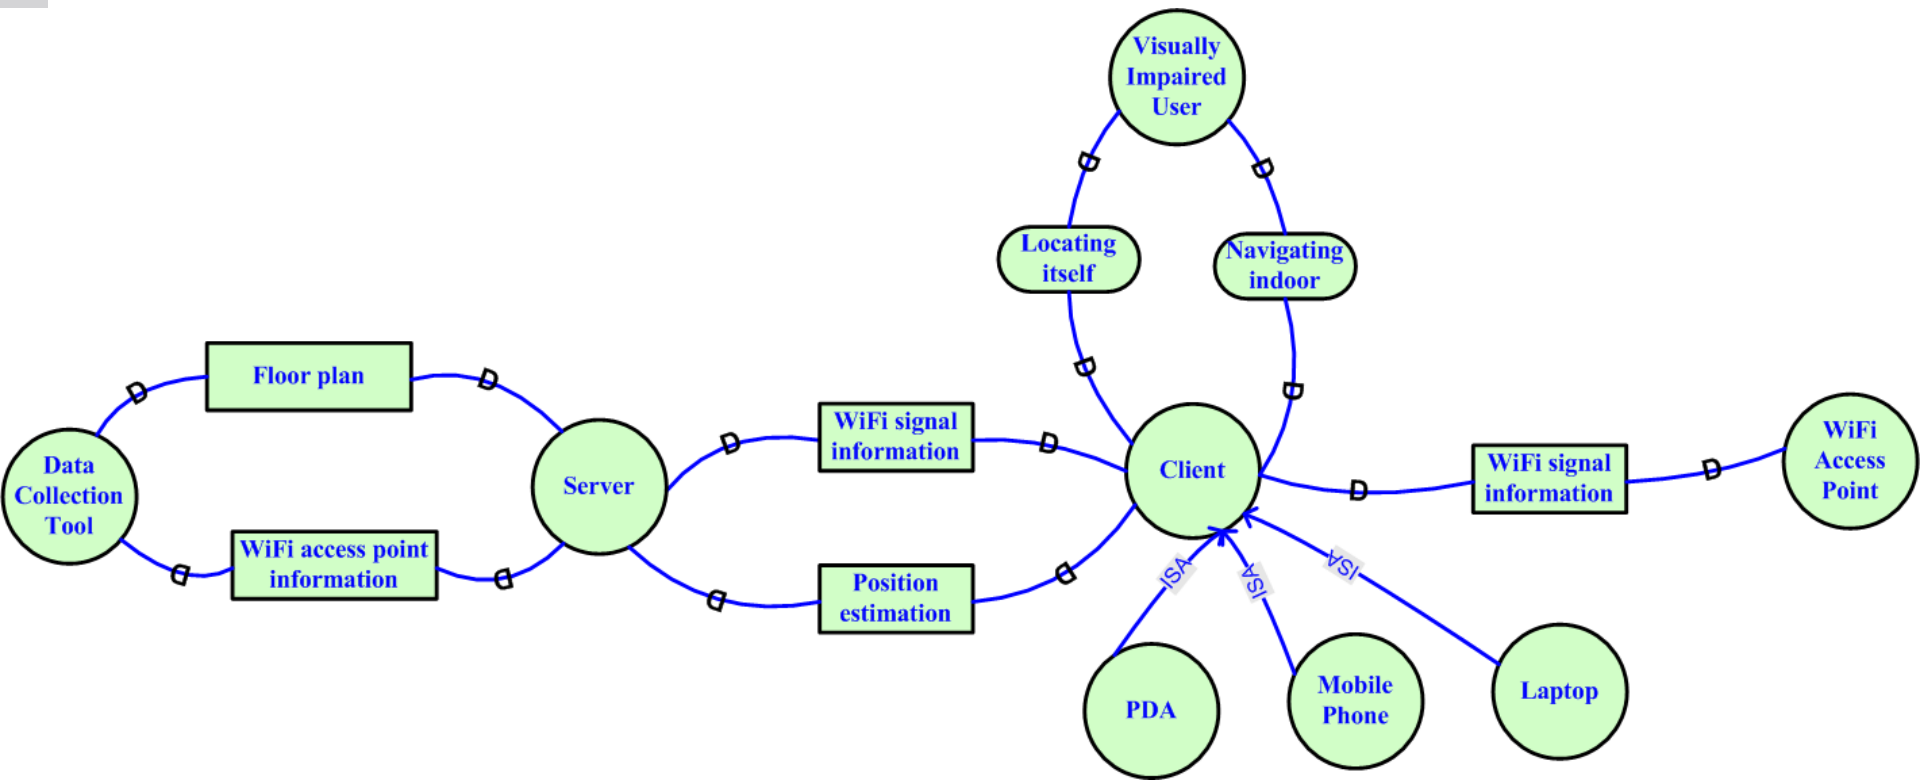 Visually
Impaired
User
D
D
Locating
itself
Navigating
indoor
D
D
Floor plan
D
D
Data
Collection
Tool
WiFi access point
information
D
D
Server
D
WiFi signal
information
D
D
Position
estimation
D
Client
D
WiFi signal
information
D
WiFi
Access
Point
ISA
ISA
ISA
PDA
Mobile
Phone
Laptop